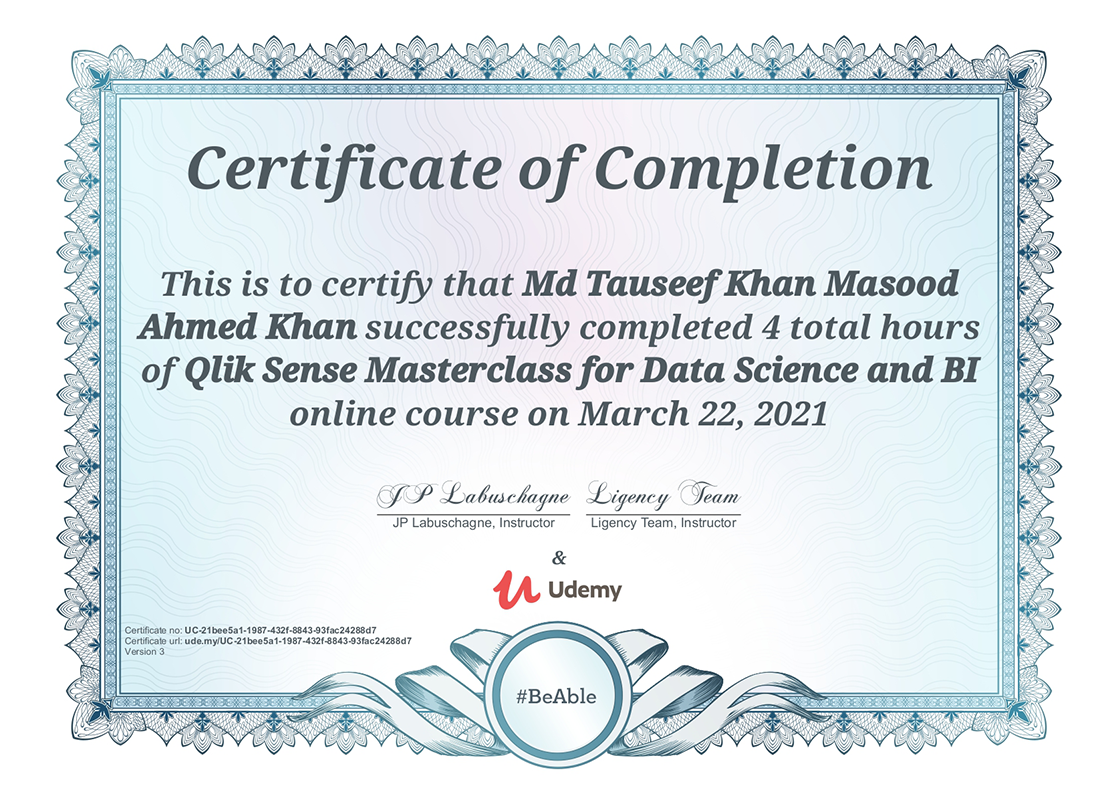 Certificate of Completion
This is to certify that Md Tauseef Khan Masood
Ahmed Khan successfully completed 4 total hours
of Qlik Sense Masterclass for Data Science and BI
online course on March 22, 2021
JP Labuschagne Ligency Team
JP Labuschagne, Instructor Ligency Team, Instructor
&
Udemy
Certificate no: UC-21bee5a1-1987-432f-8843-93fac24288d7
Certificate url: ude.my/UC-21bee5a1-1987-432f-8843-93fac24288d7
Version 3
#BeAble